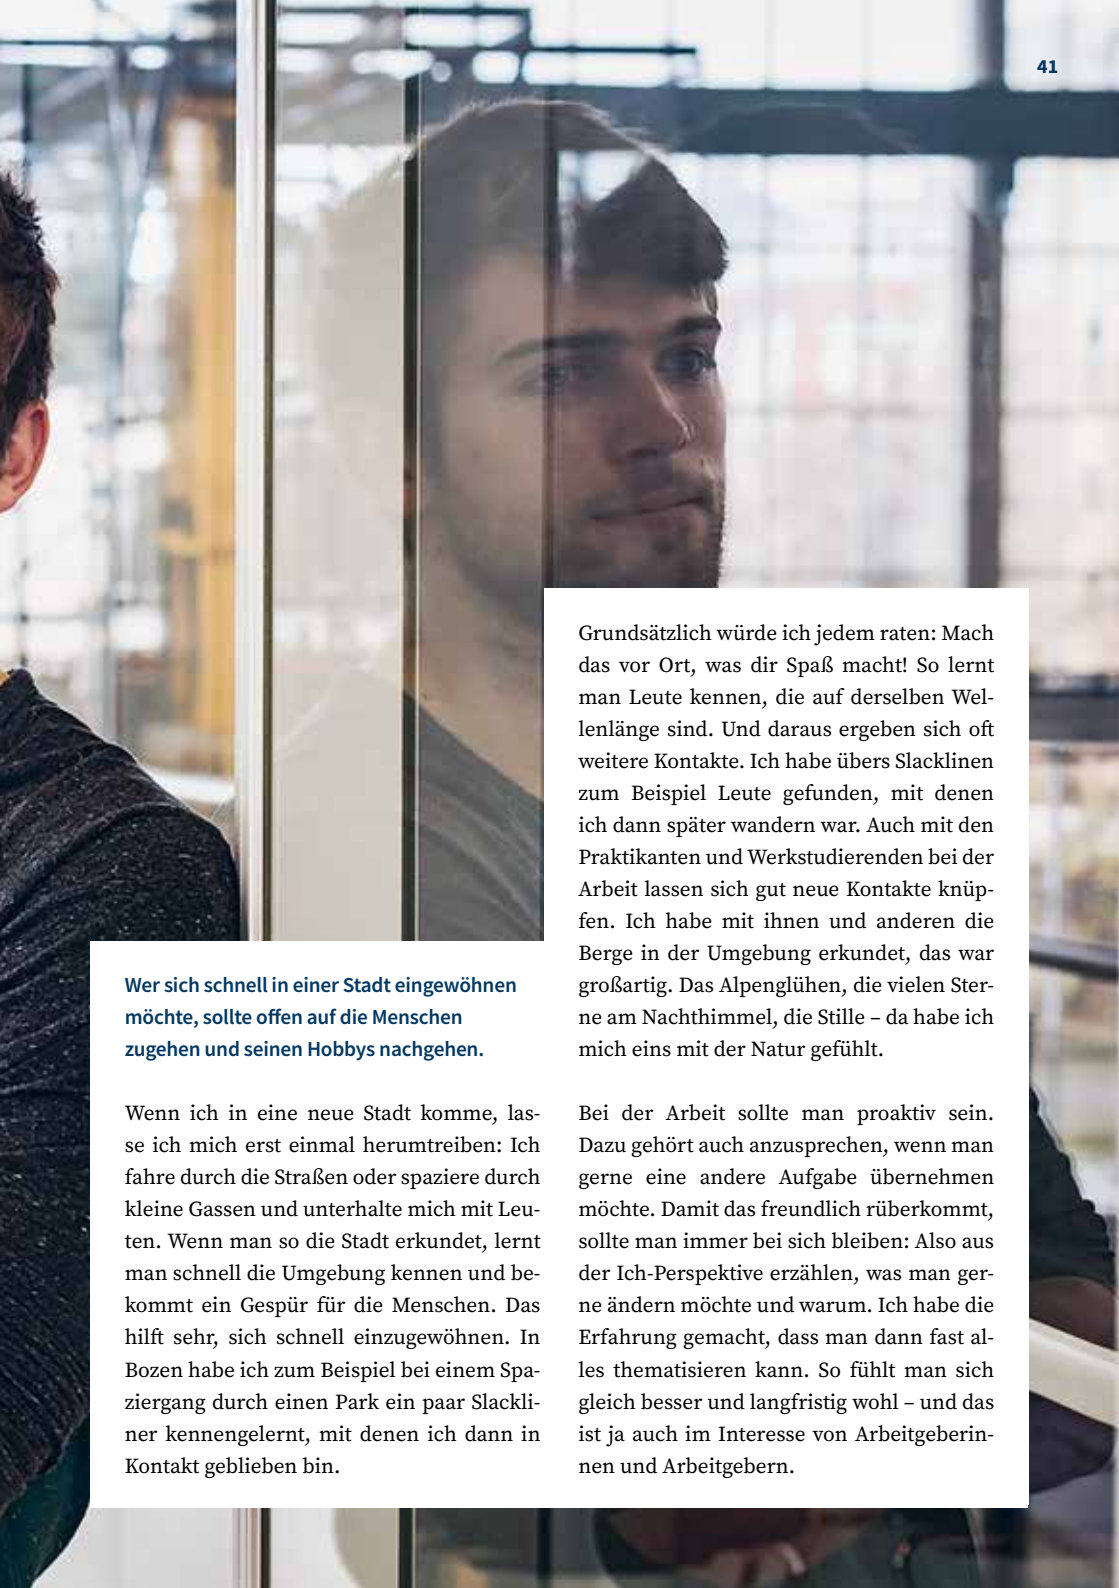 41
Wer sich schnell in einer Stadt eingewöhnen
möchte, sollte offen auf die Menschen
zugehen und seinen Hobbys nachgehen.
Wenn ich in eine neue Stadt komme, las-
se ich mich erst einmal herumtreiben: Ich
fahre durch die Straßen oder spaziere durch
kleine Gassen und unterhalte mich mit Leu-
ten. Wenn man so die Stadt erkundet, lernt
man schnell die Umgebung kennen und be-
kommt ein Gespür für die Menschen. Das
hilft sehr, sich schnell einzugewöhnen. In
Bozen habe ich zum Beispiel bei einem Spa-
ziergang durch einen Park ein paar Slackli-
ner kennengelernt, mit denen ich dann in
Kontakt geblieben bin.
Grundsätzlich würde ich jedem raten: Mach
das vor Ort, was dir Spaß macht! So lernt
man Leute kennen, die auf derselben Wel-
lenlänge sind. Und daraus ergeben sich oft
weitere Kontakte. Ich habe übers Slacklinen
zum Beispiel Leute gefunden, mit denen
ich dann später wandern war. Auch mit den
Praktikanten und Werkstudierenden bei der
Arbeit lassen sich gut neue Kontakte knüp-
fen. Ich habe mit ihnen und anderen die
Berge in der Umgebung erkundet, das war
großartig. Das Alpenglühen, die vielen Ster-
ne am Nachthimmel, die Stille – da habe ich
mich eins mit der Natur gefühlt.
Bei der Arbeit sollte man proaktiv sein.
Dazu gehört auch anzusprechen, wenn man
gerne eine andere Aufgabe übernehmen
möchte. Damit das freundlich rüberkommt,
sollte man immer bei sich bleiben: Also aus
der Ich-Perspektive erzählen, was man ger-
ne ändern möchte und warum. Ich habe die
Erfahrung gemacht, dass man dann fast al-
les thematisieren kann. So fühlt man sich
gleich besser und langfristig wohl – und das
ist ja auch im Interesse von Arbeitgeberin-
nen und Arbeitgebern.